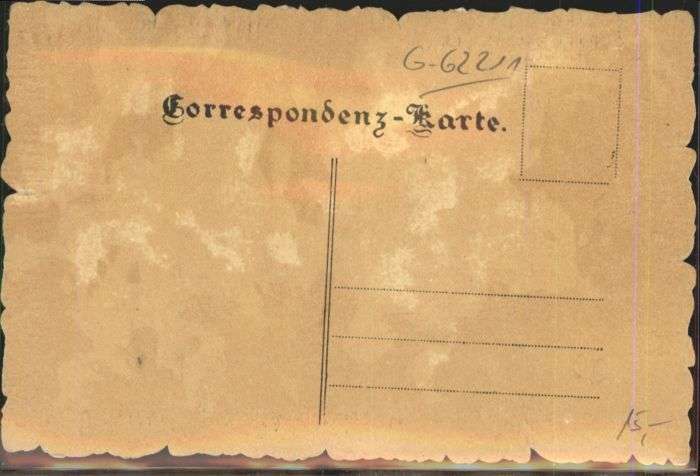 G-62211
Correspondenz-Karte.
15,-